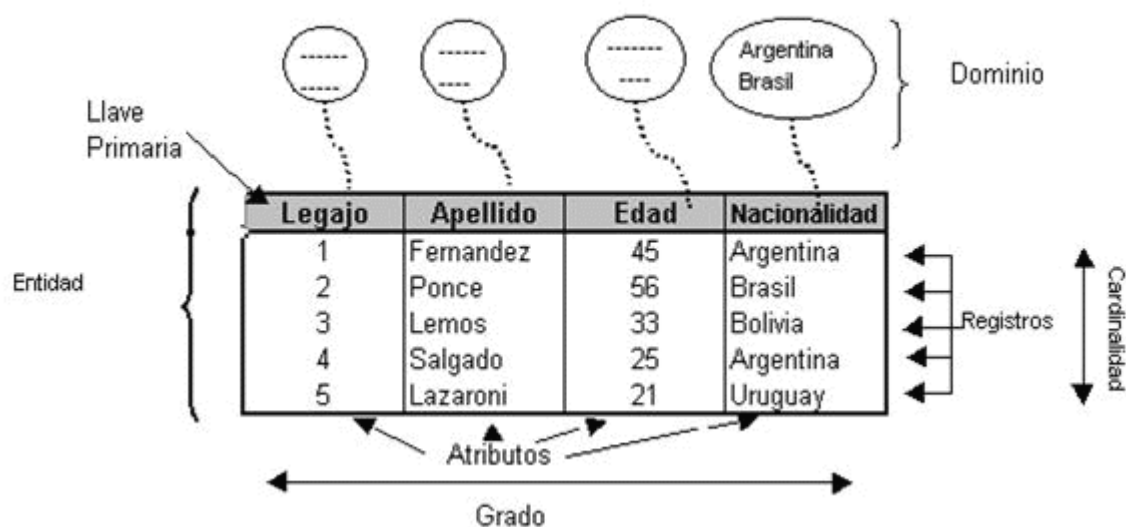 Argentina
Brasil
Dominio
Llave
Primaria
Legajo Apellido Edad Nacionalidad
1 Fernandez 45 Argentina
2 Ponce 56 Brasil
3 Lemos 33 Bolivia
4 Salgado 25 Argentina
5 Lazaroni 21 Uruguay
Entidad
Registros
Cardinalidad
Atributos
Grado